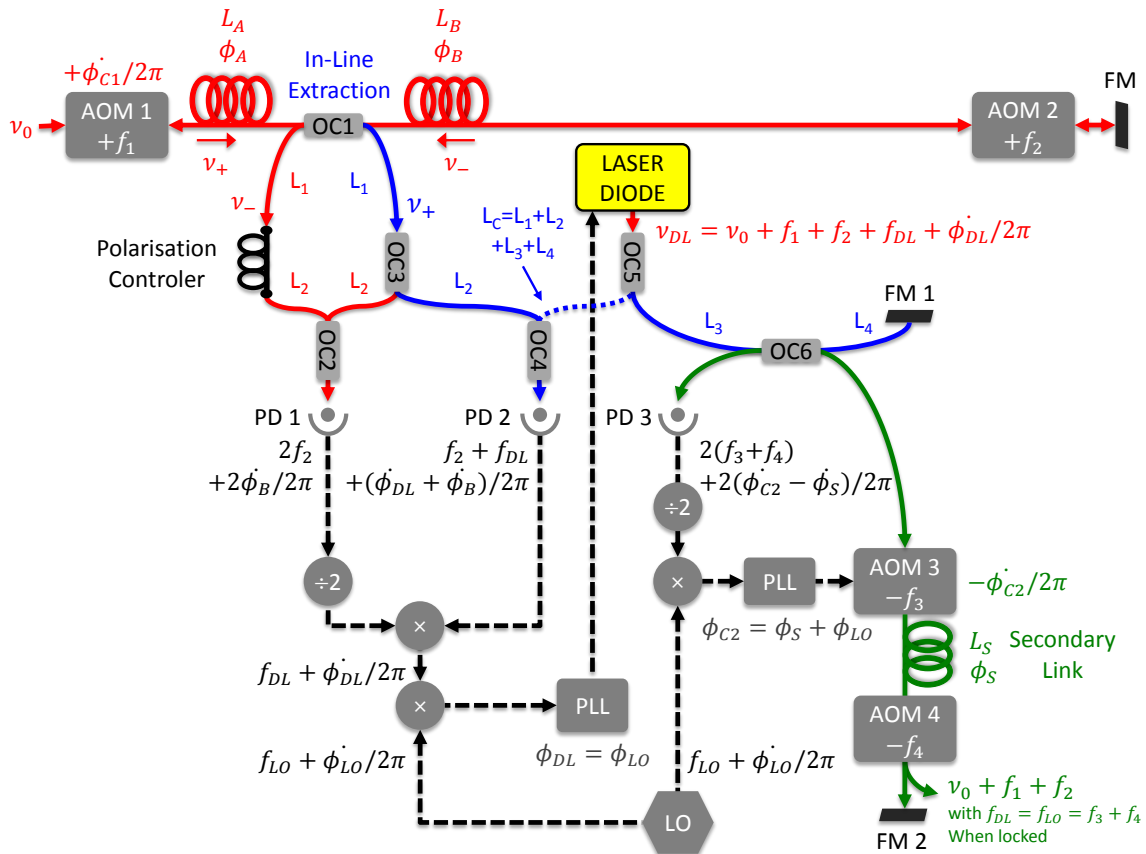 L_A
ϕ_A
L_B
ϕ_B
In-Line
Extraction
+ϕ̇_C1/2π
FM
ν_0
AOM 1
+f_1
OC1
AOM 2
+f_2
ν_+
ν_−
LASER
DIODE
L_1
L_1
ν_−
ν_+
L_C=L_1+L_2
+L_3+L_4
ν_DL = ν_0 + f_1 + f_2 + f_DL + ϕ̇_DL/2π
Polarisation
Controler
OC3
OC5
L_2
L_2
L_2
FM 1
L_3
L_4
OC2
OC4
OC6
PD 1
PD 2
PD 3
2f_2
+2ϕ̇_B/2π
f_2 + f_DL
+(ϕ̇_DL + ϕ̇_B)/2π
2(f_3+f_4)
+2(ϕ̇_C2 − ϕ̇_S)/2π
÷2
÷2
×
PLL
AOM 3
−f_3
−ϕ̇_C2/2π
×
ϕ_C2 = ϕ_S + ϕ_LO
L_S
ϕ_S
Secondary
Link
f_DL + ϕ̇_DL/2π
×
PLL
AOM 4
−f_4
f_LO + ϕ̇_LO/2π
ϕ_DL = ϕ_LO
f_LO + ϕ̇_LO/2π
ν_0 + f_1 + f_2
with f_DL = f_LO = f_3 + f_4
When locked
LO
FM 2